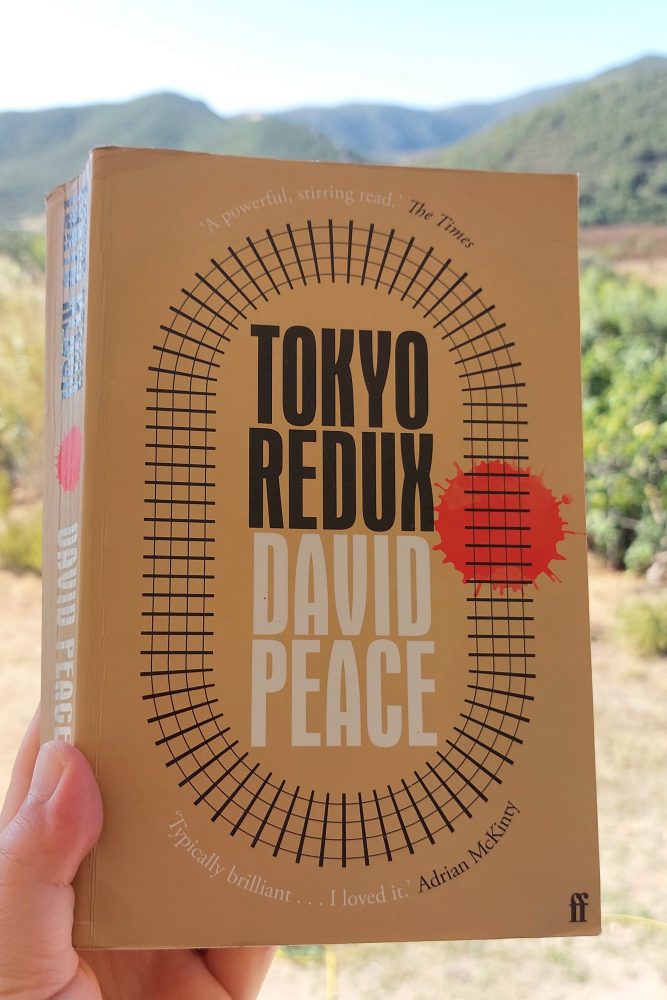 'A powerful, stirring read.' The Times
TOKYO
REDUX
DAVID
PEACE
'Typically brilliant . . . I loved it.' Adrian McKinty
ff
DAVID PEACE